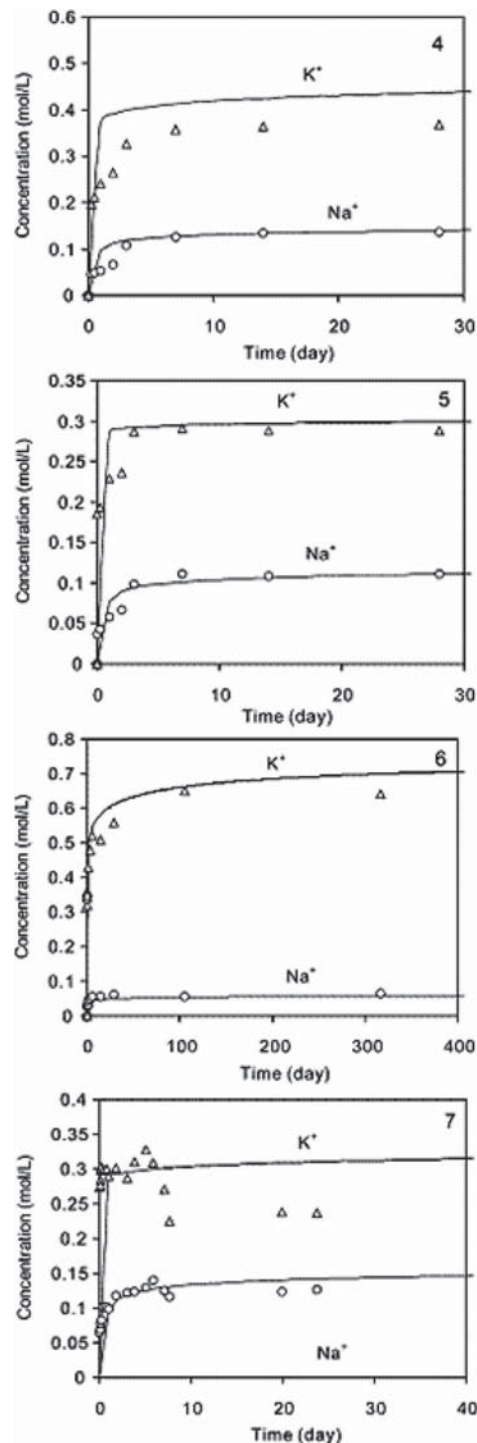 4
0.6
0.5
K⁺
0.4
0.3
0.2
Na⁺
0.1
0
0 10 20 30
Time (day)
Concentration (mol/L)
5
0.35
K⁺
0.3
0.25
0.2
0.15
Na⁺
0.1
0.05
0
0 10 20 30
Time (day)
Concentration (mol/L)
6
0.8
K⁺
0.7
0.6
0.5
0.4
0.3
0.2
Na⁺
0.1
0
0 100 200 300 400
Time (day)
Concentration (mol/L)
7
0.4
0.35
K⁺
0.3
0.25
0.2
0.15
0.1
0.05
Na⁺
0
0 10 20 30 40
Time (day)
Concentration (mol/L)